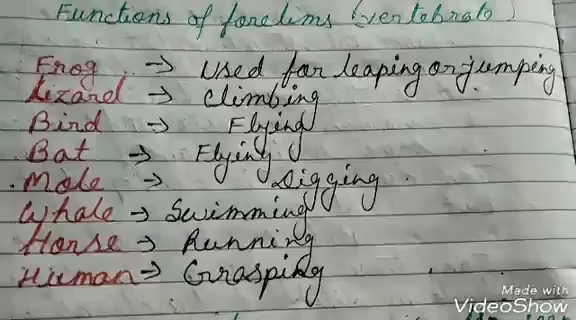 Functions of forelims (vertebrate)
Frog → Used for leaping or jumping
Lizard → Climbing
Bird → Flying
Bat → Flying
Mole → Digging
Whale → Swimming
Horse → Running
Human → Grasping
Made with
VideoShow